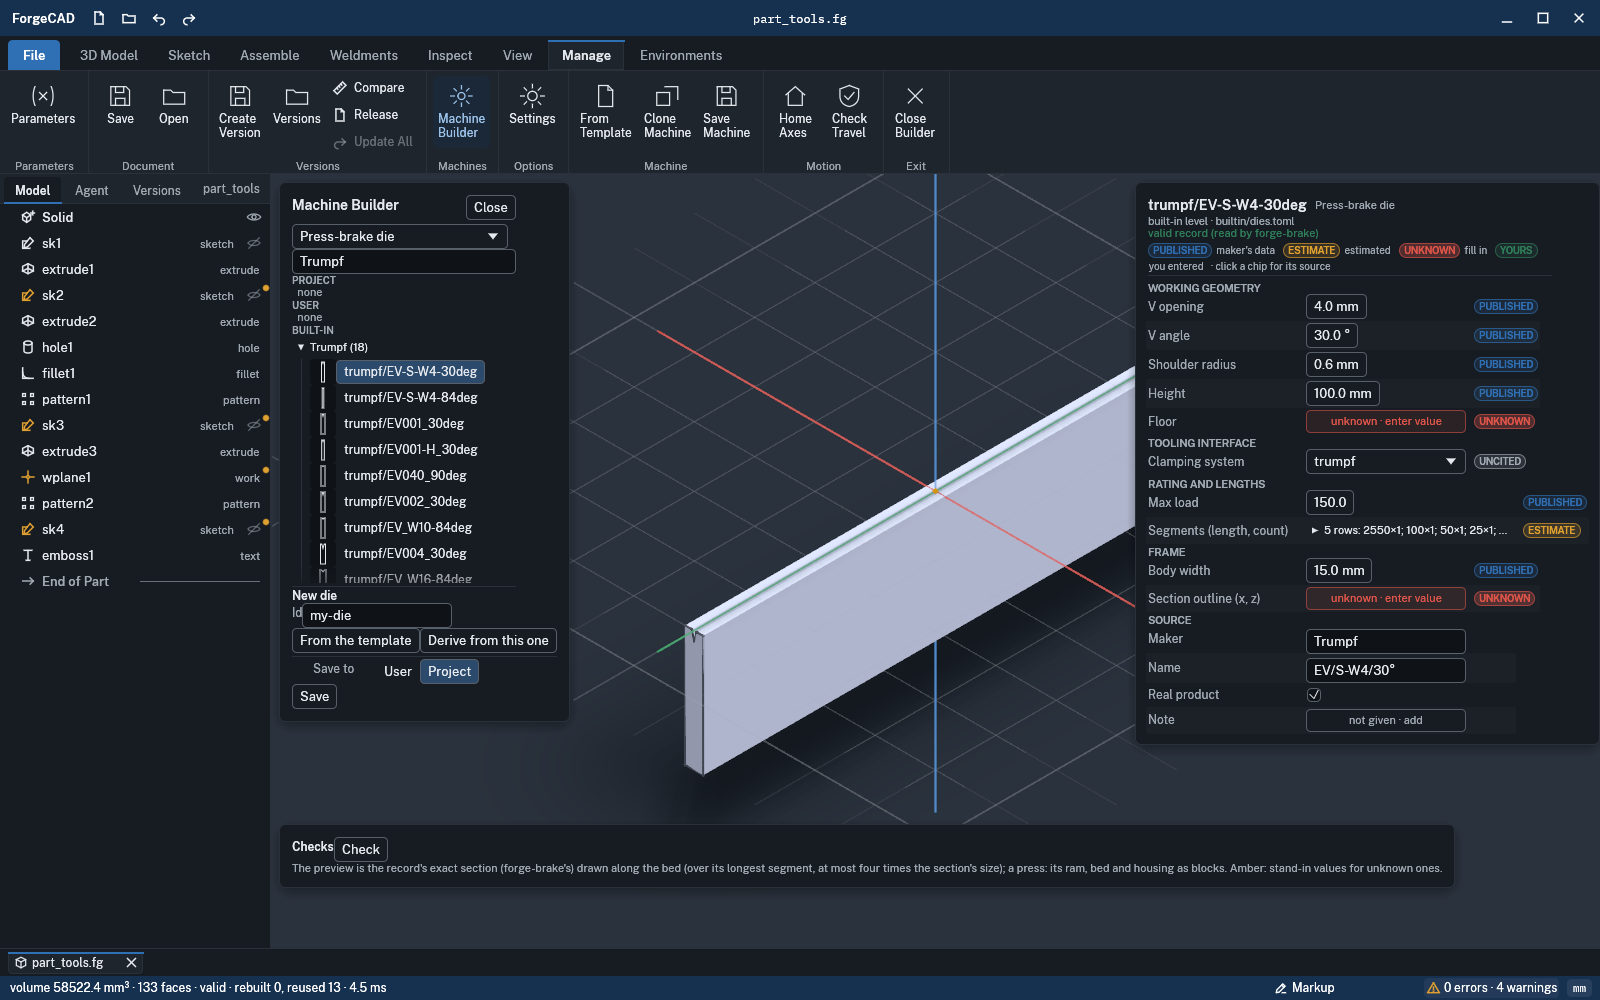 ForgeCAD
part_tools.fg
File 3D Model Sketch Assemble Weldments Inspect View Manage Environments
Parameters
Save
Open
Create Version
Versions
Compare
Release
Update All
Machine Builder
Settings
From Template
Clone Machine
Save Machine
Home Axes
Check Travel
Close Builder
Parameters Document Versions Machines Options Machine Motion Exit
Model Agent Versions part_tools
Solid
sk1 sketch
extrude1 extrude
sk2 sketch
extrude2 extrude
hole1 hole
fillet1 fillet
pattern1 pattern
sk3 sketch
extrude3 extrude
wplane1 work
pattern2 pattern
sk4 sketch
emboss1 text
End of Part
Machine Builder Close
Press-brake die
Trumpf
PROJECT
none
USER
none
BUILT-IN
▼ Trumpf (18)
trumpf/EV-S-W4-30deg
trumpf/EV-S-W4-84deg
trumpf/EV001_30deg
trumpf/EV001-H_30deg
trumpf/EV040_90deg
trumpf/EV002_30deg
trumpf/EV_W10-84deg
trumpf/EV004_30deg
trumpf/EV_W16-84deg
New die
Id my-die
From the template Derive from this one
Save to User Project
Save
trumpf/EV-S-W4-30deg Press-brake die
built-in level · builtin/dies.toml
valid record (read by forge-brake)
PUBLISHED maker's data ESTIMATE estimated UNKNOWN fill in YOURS
you entered · click a chip for its source
WORKING GEOMETRY
V opening 4.0 mm PUBLISHED
V angle 30.0 ° PUBLISHED
Shoulder radius 0.6 mm PUBLISHED
Height 100.0 mm PUBLISHED
Floor unknown · enter value UNKNOWN
TOOLING INTERFACE
Clamping system trumpf UNCITED
RATING AND LENGTHS
Max load 150.0 PUBLISHED
Segments (length, count) ► 5 rows: 2550×1; 100×1; 50×1; 25×1; ... ESTIMATE
FRAME
Body width 15.0 mm PUBLISHED
Section outline (x, z) unknown · enter value UNKNOWN
SOURCE
Maker Trumpf
Name EV/S-W4/30°
Real product
Note not given · add
Checks Check
The preview is the record's exact section (forge-brake's) drawn along the bed (over its longest segment, at most four times the section's size); a press: its ram, bed and housing as blocks. Amber: stand-in values for unknown ones.
part_tools.fg
volume 58522.4 mm³ · 133 faces · valid · rebuilt 0, reused 13 · 4.5 ms
Markup
0 errors · 4 warnings mm